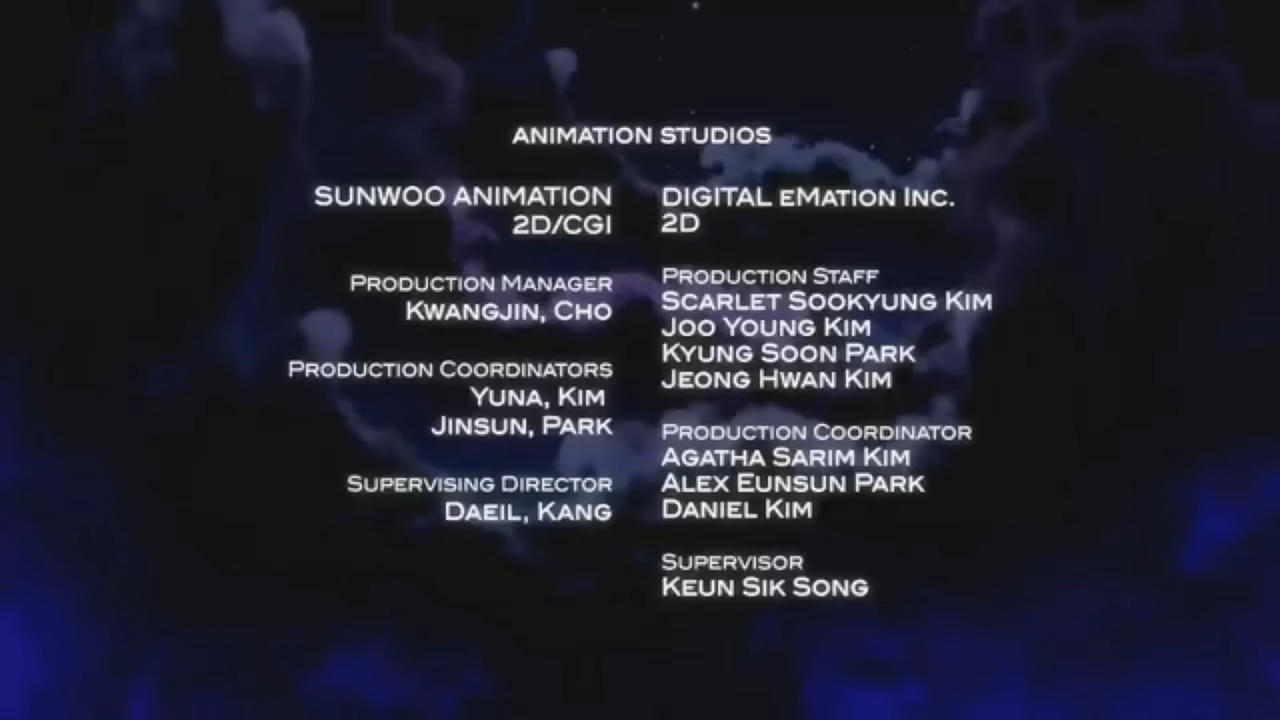 ANIMATION STUDIOS
SUNWOO ANIMATION
2D/CGI
PRODUCTION MANAGER
KWANGJIN, CHO
PRODUCTION COORDINATORS
YUNA, KIM
JINSUN, PARK
SUPERVISING DIRECTOR
DAEIL, KANG
DIGITAL eMATION INC.
2D
PRODUCTION STAFF
SCARLET SOOKYUNG KIM
JOO YOUNG KIM
KYUNG SOON PARK
JEONG HWAN KIM
PRODUCTION COORDINATOR
AGATHA SARIM KIM
ALEX EUNSUN PARK
DANIEL KIM
SUPERVISOR
KEUN SIK SONG